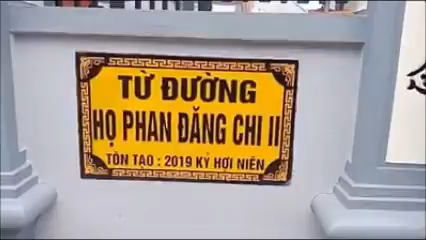 TỪ ĐƯỜNG
HỌ PHAN ĐĂNG CHI II
TÔN TẠO : 2019 KỶ HỢI NIÊN